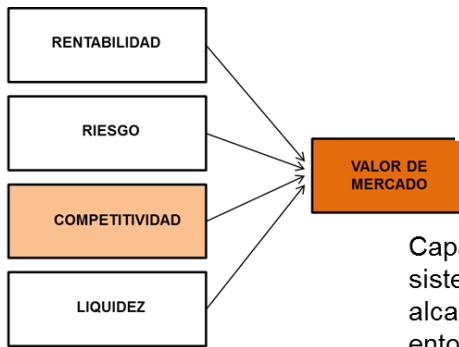 RENTABILIDAD
RIESGO
COMPETITIVIDAD
LIQUIDEZ
VALOR DE
MERCADO